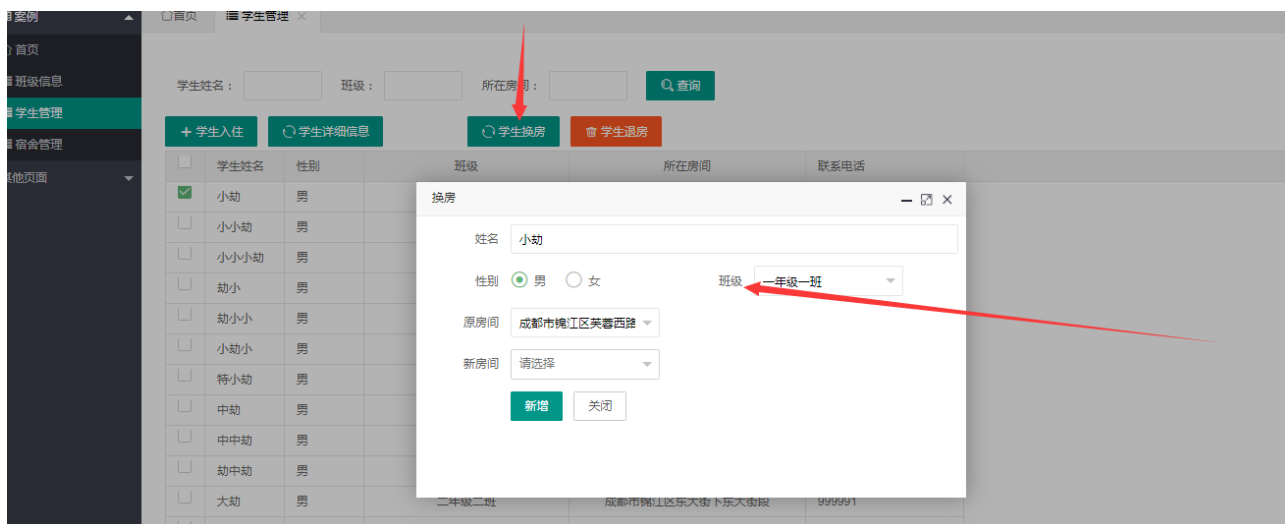 案例
首页
学生管理
首页
班级信息
学生管理
宿舍管理
其他页面
学生姓名：
班级：
所在房间：
查询
学生入住
学生详细信息
学生换房
学生退房
学生姓名 性别 班级 所在房间 联系电话
小劫 男
小小劫 男
小小小劫 男
劫小 男
劫小小 男
小劫小 男
特小劫 男
中劫 男
中中劫 男
劫中劫 男
大劫 男 二年级二班 成都市锦江区东大街下东大街段 999991
换房
姓名 小劫
性别 男 女 班级 一年级一班
原房间 成都市锦江区芙蓉西路
新房间 请选择
新增 关闭